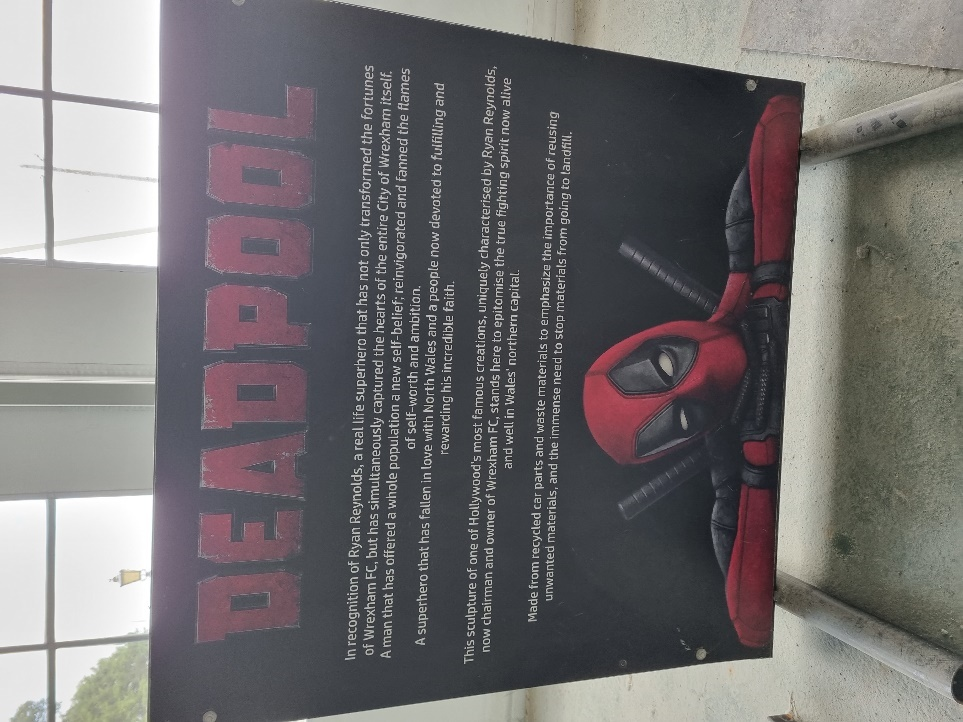 DEADPOOL
In recognition of Ryan Reynolds, a real life superhero that has not only transformed the fortunes
of Wrexham FC, but has simultaneously captured the hearts of the entire City of Wrexham itself.
A man that has offered a whole population a new self-belief; reinvigorated and fanned the flames
of self-worth and ambition.
A superhero that has fallen in love with North Wales and a people now devoted to fulfilling and
rewarding his incredible faith.
This sculpture of one of Hollywood's most famous creations, uniquely characterised by Ryan Reynolds,
now chairman and owner of Wrexham FC, stands here to epitomise the true fighting spirit now alive
and well in Wales' northern capital.
Made from recycled car parts and waste materials to emphasize the importance of reusing
unwanted materials, and the immense need to stop materials from going to landfill.